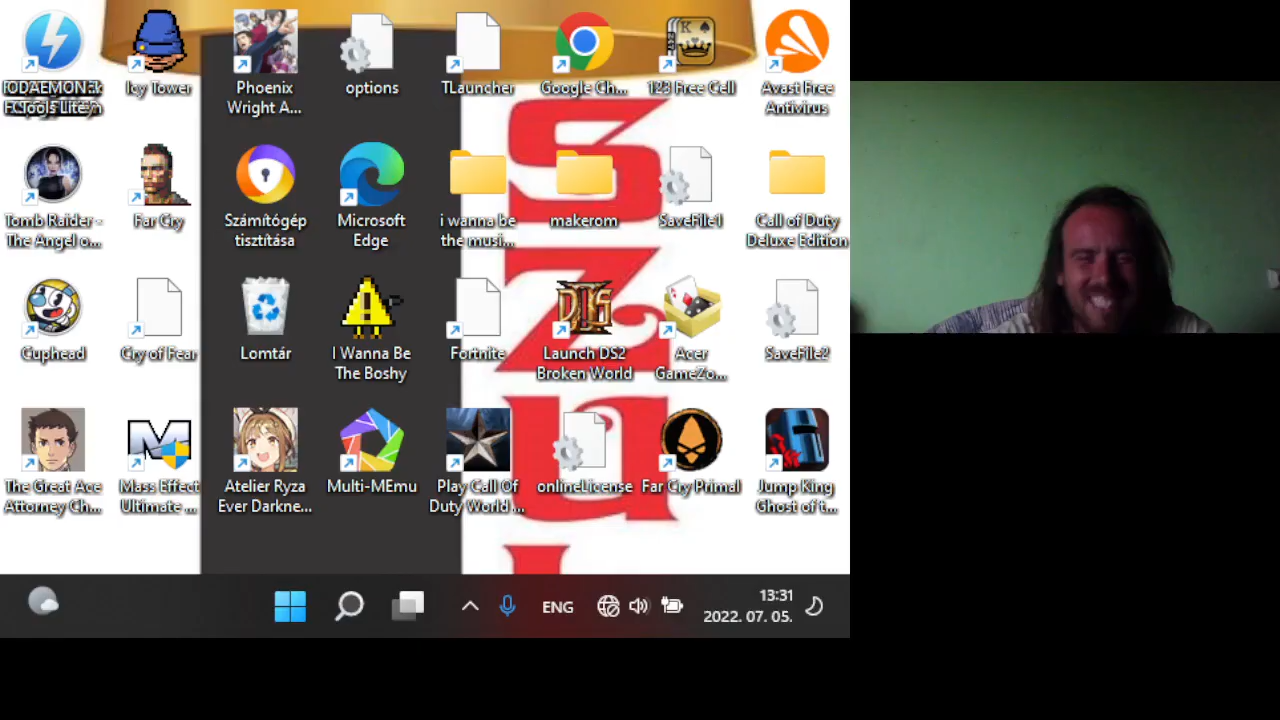 Icy Tower
Phoenix
Wright A...
options
TLauncher
Google Ch...
123 Free Cell
Avast Free
Antivirus
Tomb Raider -
The Angel o...
Far Cry
Számítógép
tisztítása
Microsoft
Edge
i wanna be
the musi...
makerom
SaveFile1
Call of Duty
Deluxe Edition
Cuphead
Cry of Fear
Lomtár
I Wanna Be
The Boshy
Fortnite
Launch DS2
Broken World
Acer
GameZo...
SaveFile2
The Great Ace
Attorney Ch...
Mass Effect
Ultimate ...
Atelier Ryza
Ever Darkne...
Multi-MEmu
Play Call Of
Duty World ...
onlineLicense
Far Cry Primal
Jump King
Ghost of t...
ENG
13:31
2022. 07. 05.